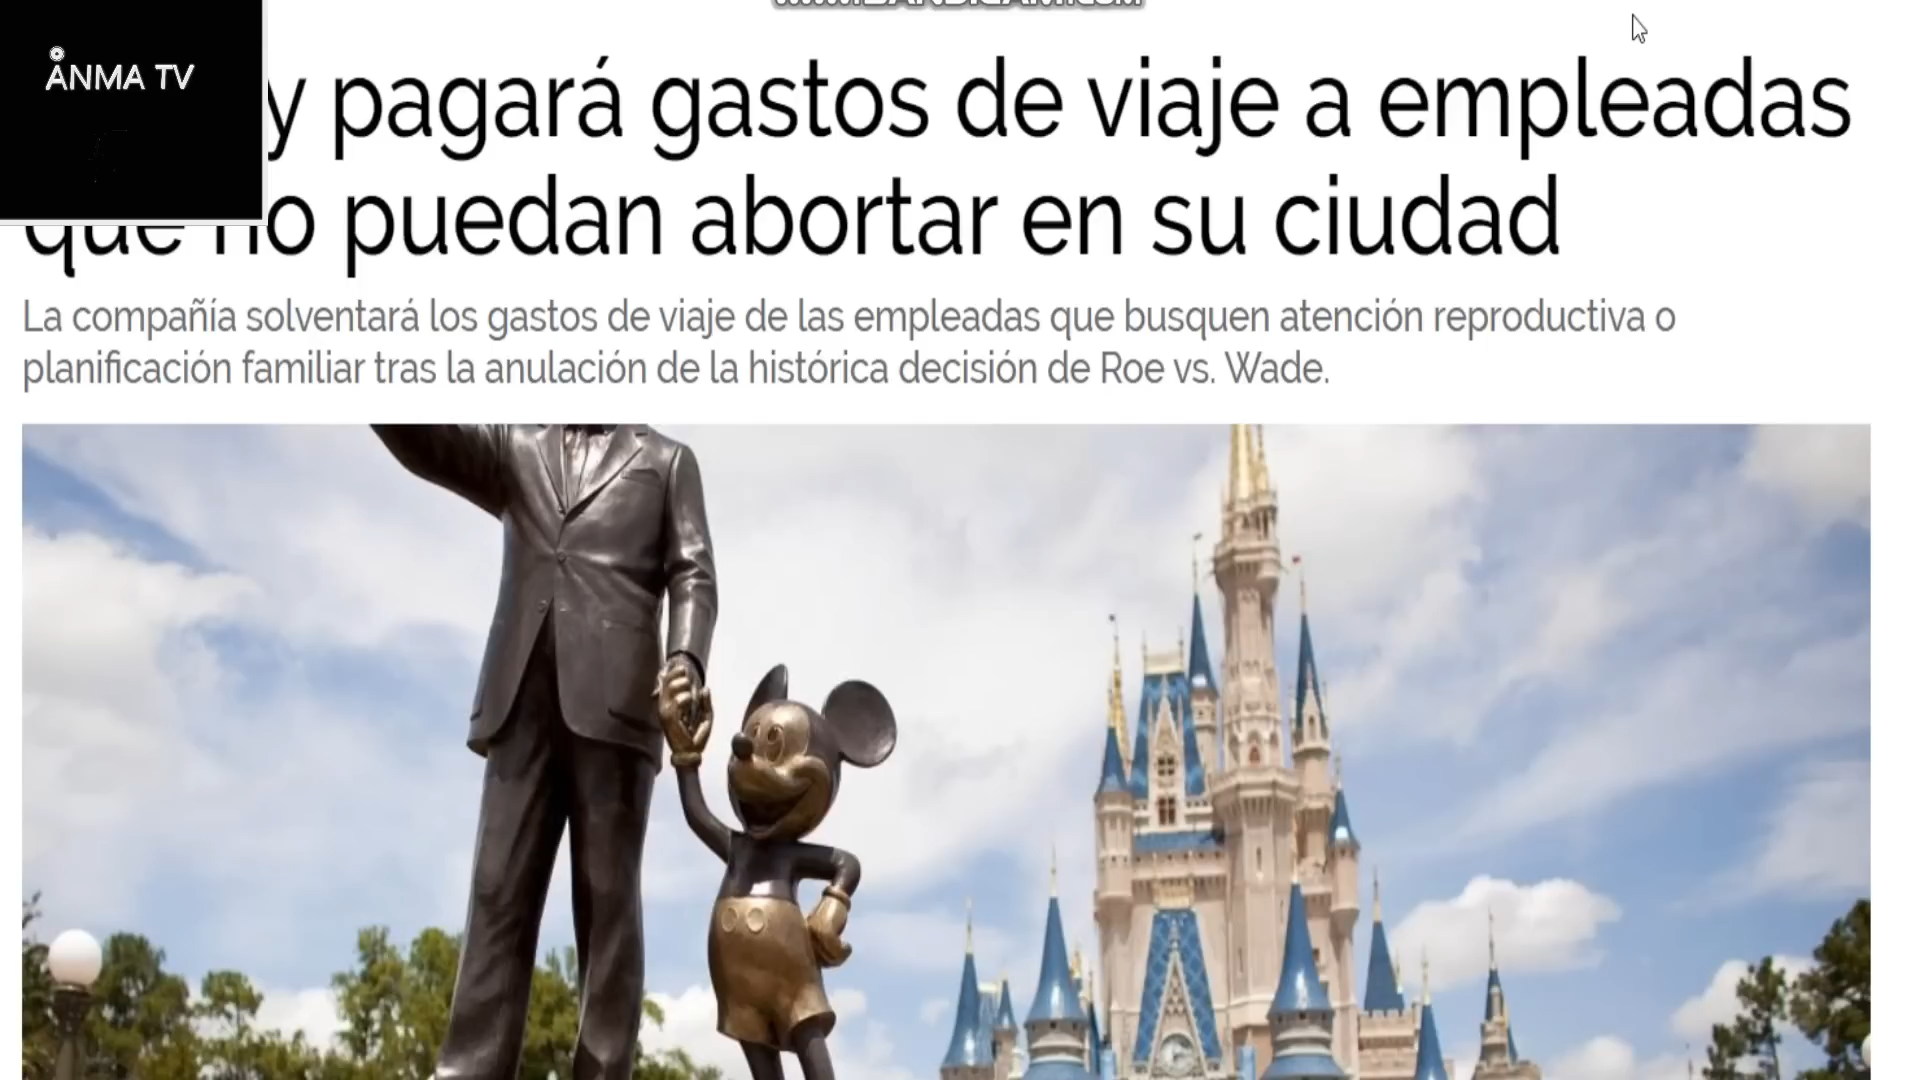 ANMA TV
y pagará gastos de viaje a empleadas
que no puedan abortar en su ciudad
La compañía solventará los gastos de viaje de las empleadas que busquen atención reproductiva o
planificación familiar tras la anulación de la histórica decisión de Roe vs. Wade.